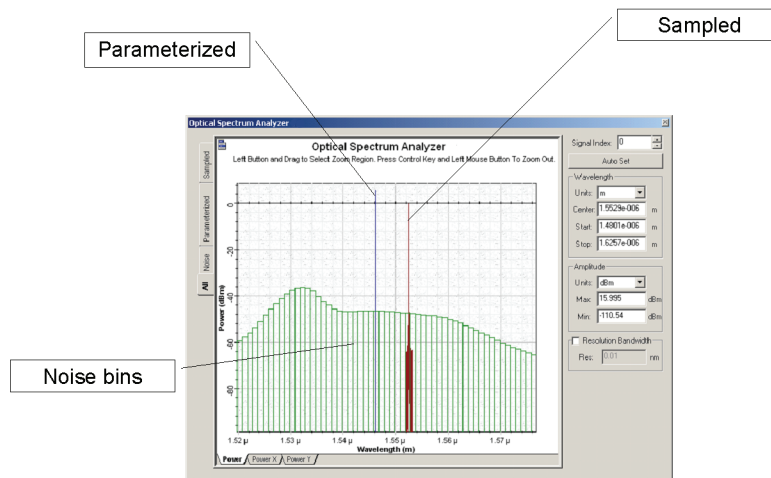 Parameterized
Sampled
Noise bins
Optical Spectrum Analyzer
Optical Spectrum Analyzer
Left Button and Drag to Select Zoom Region. Press Control Key and Left Mouse Button To Zoom Out.
Sampled
Parameterized
Noise
All
Power (dBm)
0
-20
-40
-60
-80
1.52 µ
1.53 µ
1.54 µ
1.55 µ
1.56 µ
1.57 µ
Wavelength (m)
Power
Power X
Power Y
Signal Index: 0
Auto Set
Wavelength
Units: m
Center: 1.5529e-006 m
Start: 1.4801e-006 m
Stop: 1.6257e-006 m
Amplitude
Units: dBm
Max: 15.995 dBm
Min: -110.54 dBm
Resolution Bandwidth
Res: 0.01 nm